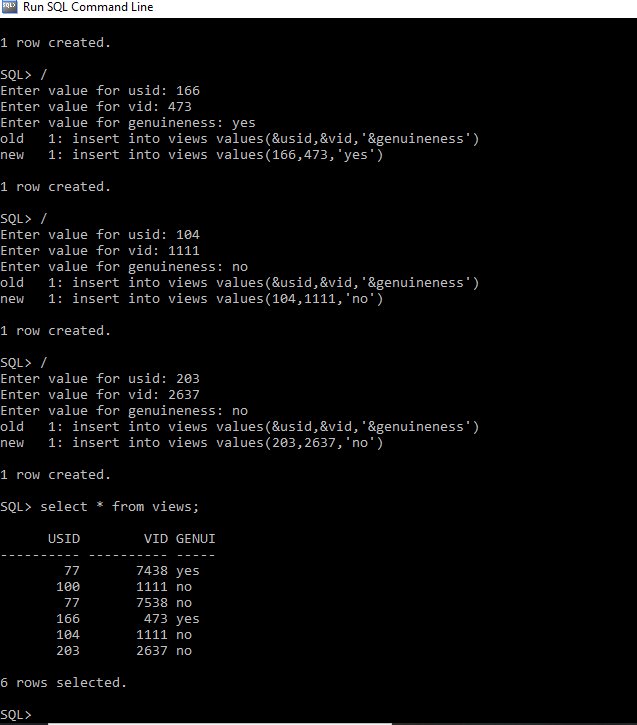 Run SQL Command Line
1 row created.
SQL> /
Enter value for usid: 166
Enter value for vid: 473
Enter value for genuineness: yes
old   1: insert into views values(&usid,&vid,'&genuineness')
new   1: insert into views values(166,473,'yes')
1 row created.
SQL> /
Enter value for usid: 104
Enter value for vid: 1111
Enter value for genuineness: no
old   1: insert into views values(&usid,&vid,'&genuineness')
new   1: insert into views values(104,1111,'no')
1 row created.
SQL> /
Enter value for usid: 203
Enter value for vid: 2637
Enter value for genuineness: no
old   1: insert into views values(&usid,&vid,'&genuineness')
new   1: insert into views values(203,2637,'no')
1 row created.
SQL> select * from views;
      USID        VID GENUI
---------- ---------- -----
        77       7438 yes
       100       1111 no
        77       7538 no
       166        473 yes
       104       1111 no
       203       2637 no
6 rows selected.
SQL>